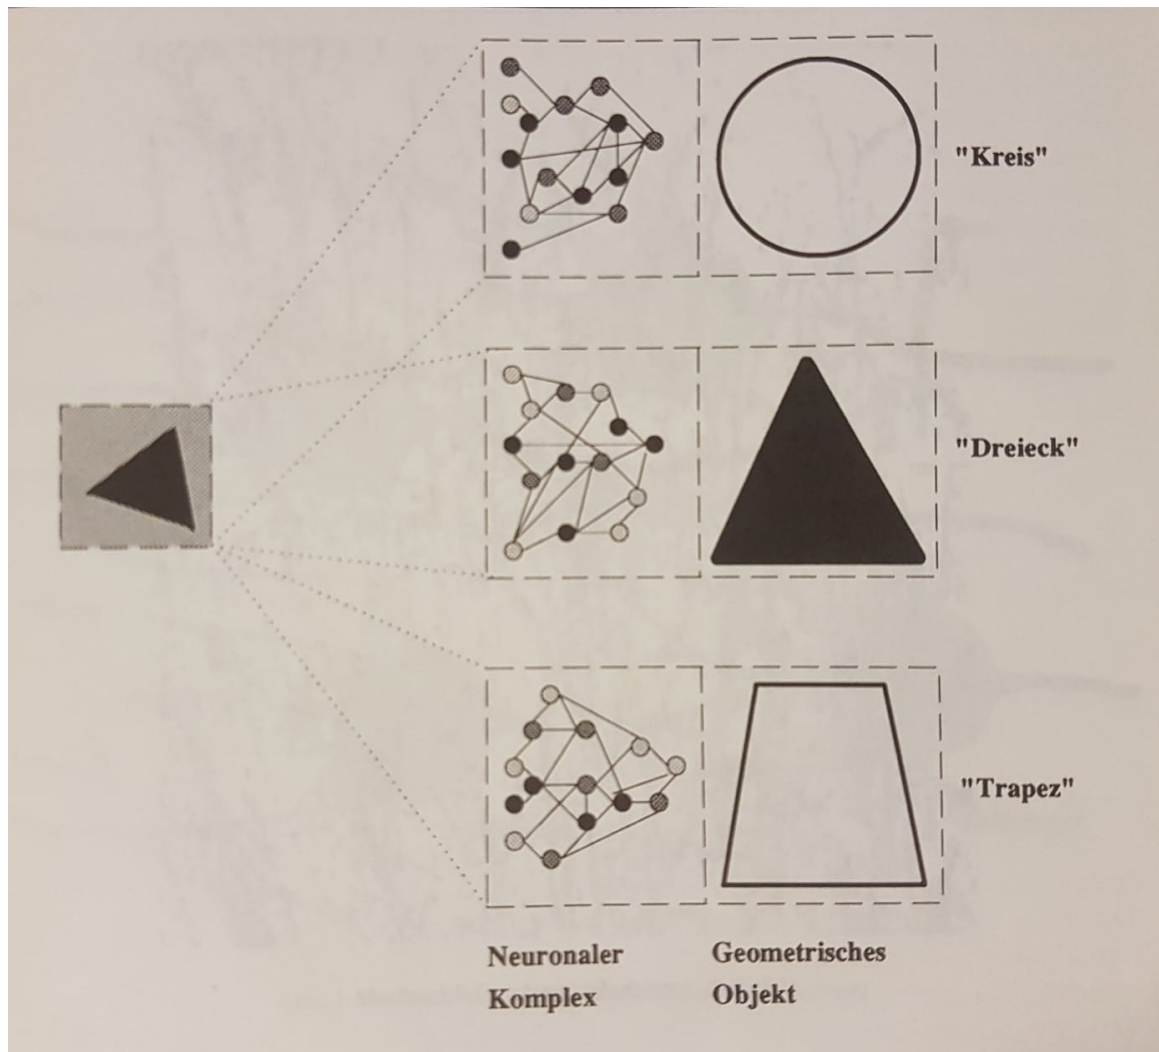 "Kreis"
"Dreieck"
"Trapez"
Neuronaler
Komplex
Geometrisches
Objekt